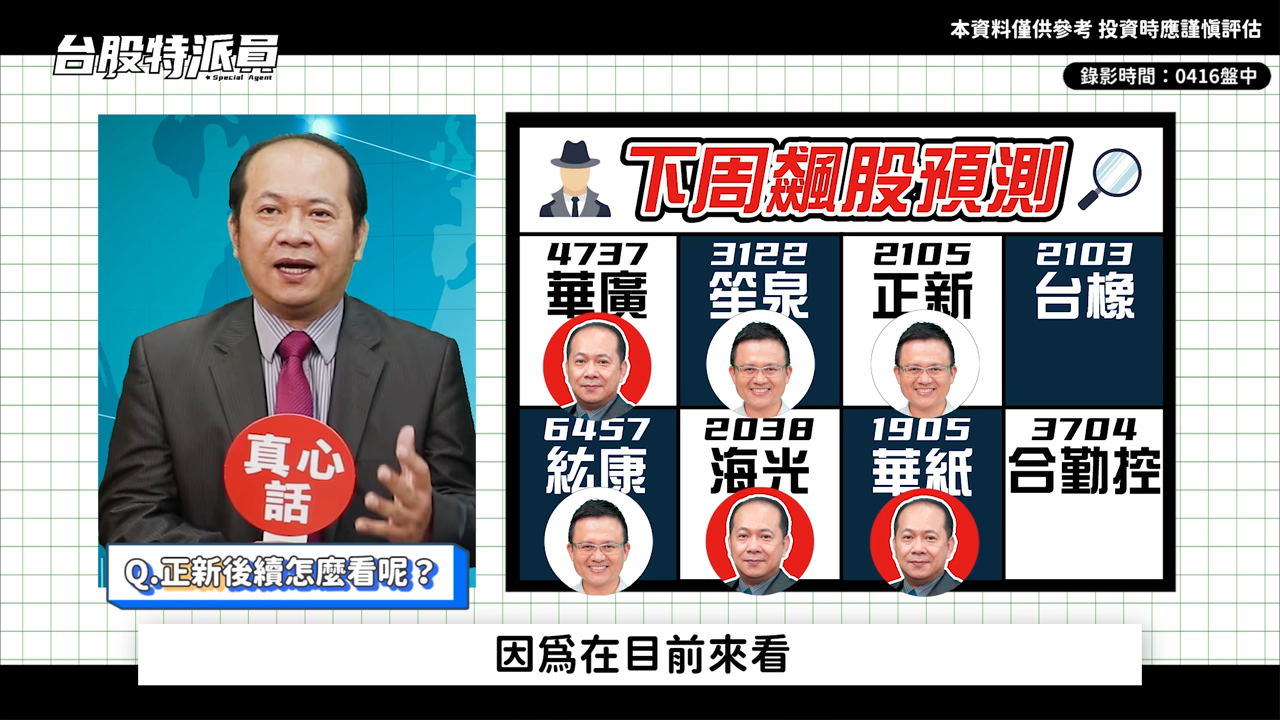 本資料僅供參考 投資時應謹慎評估
台股特派員
Special Agent
錄影時間：0416盤中
下周飆股預測
4737
華廣
3122
笙泉
2105
正新
2103
台橡
6457
紘康
2038
海光
1905
華紙
3704
合勤控
真心
話
Q.正新後續怎麼看呢？
因為在目前來看